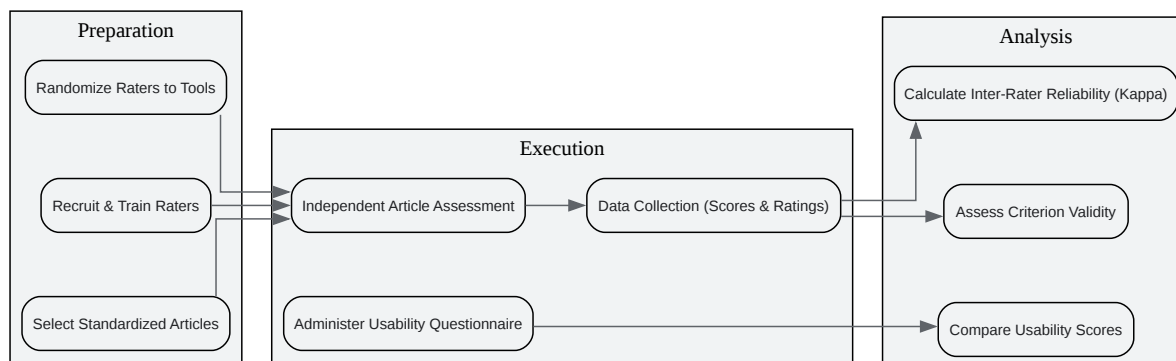 Preparation
Randomize Raters to Tools
Recruit & Train Raters
Select Standardized Articles
Execution
Independent Article Assessment
Data Collection (Scores & Ratings)
Administer Usability Questionnaire
Analysis
Calculate Inter-Rater Reliability (Kappa)
Assess Criterion Validity
Compare Usability Scores